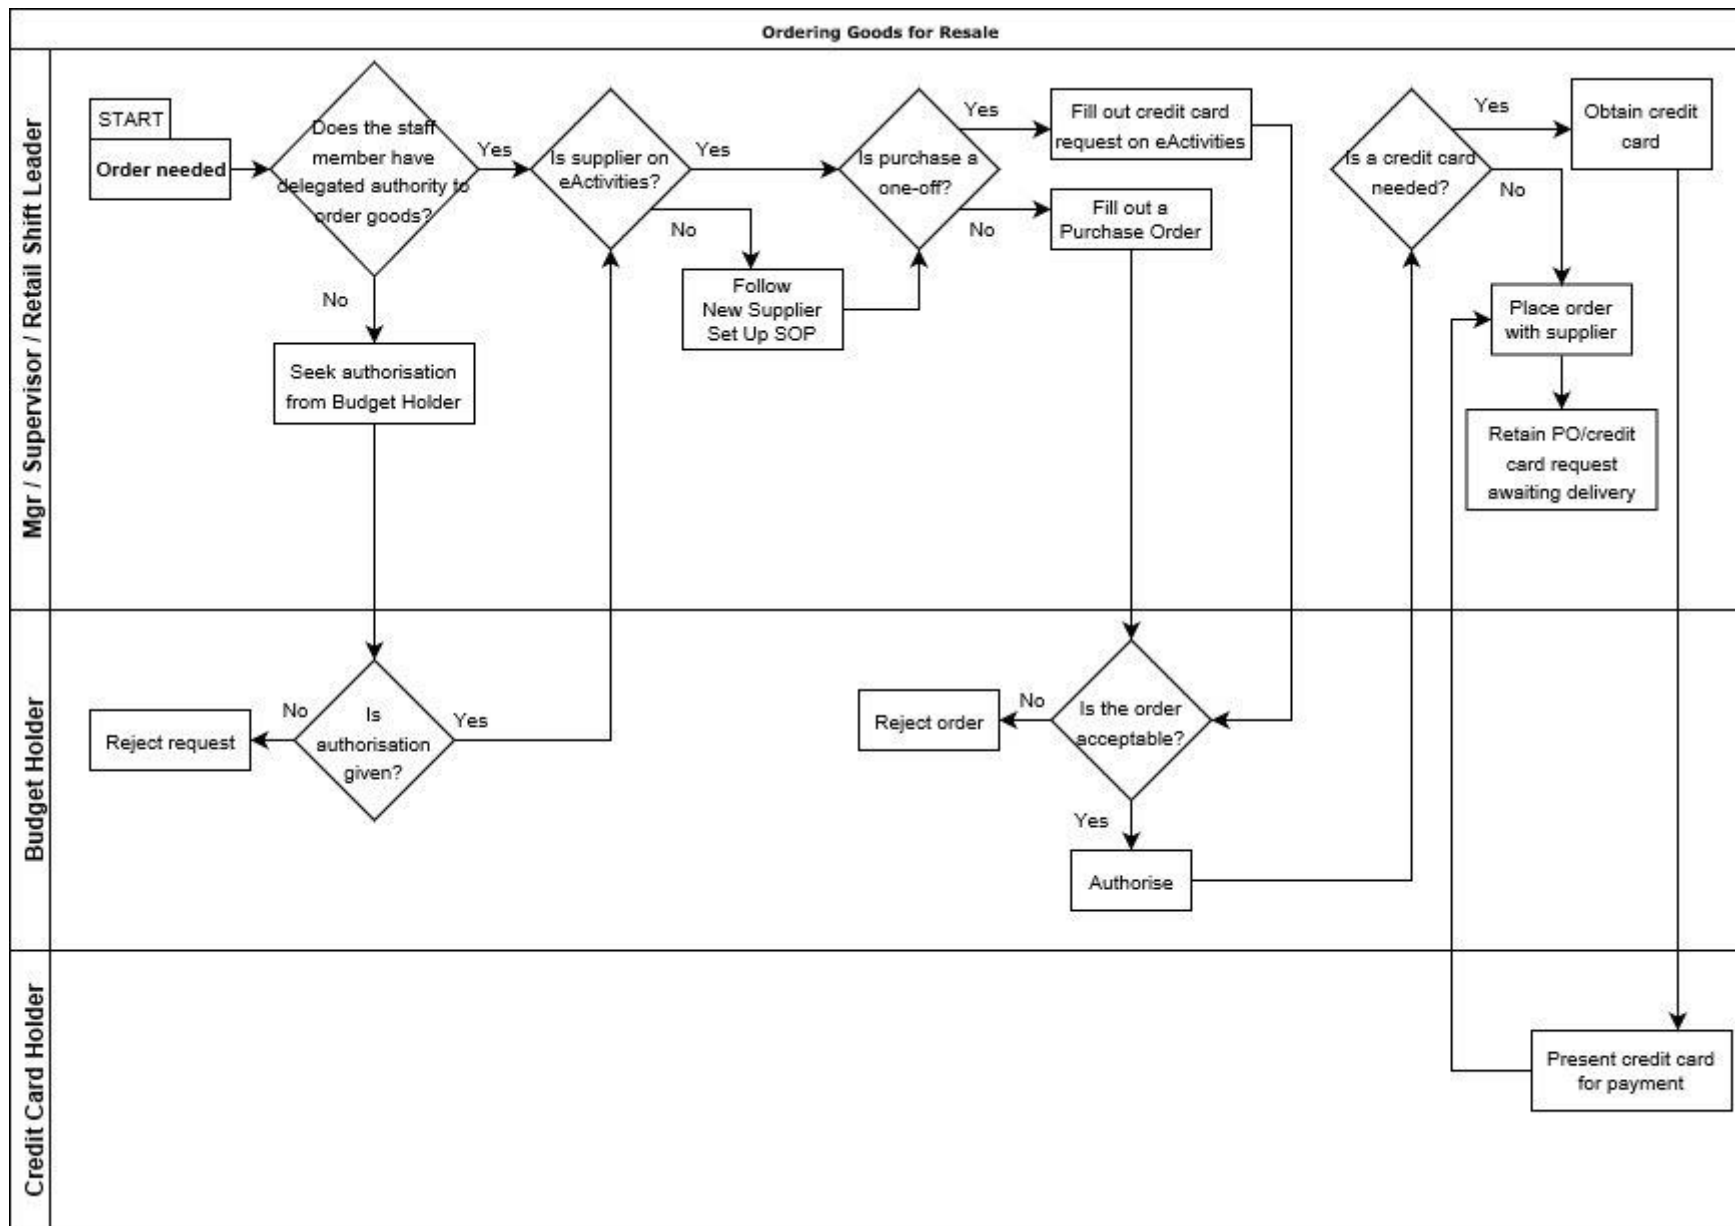 Ordering Goods for Resale
Mgr / Supervisor / Retail Shift Leader
START
Order needed
Does the staff
member have
delegated authority to
order goods?
Yes
No
Seek authorisation
from Budget Holder
Is supplier on
eActivities?
Yes
No
Follow
New Supplier
Set Up SOP
Is purchase a
one-off?
Yes
No
Fill out credit card
request on eActivities
Fill out a
Purchase Order
Is a credit card
needed?
Yes
No
Obtain credit
card
Place order
with supplier
Retain PO/credit
card request
awaiting delivery
Budget Holder
Reject request
No
Is
authorisation
given?
Yes
Reject order
No
Is the order
acceptable?
Yes
Authorise
Credit Card Holder
Present credit card
for payment